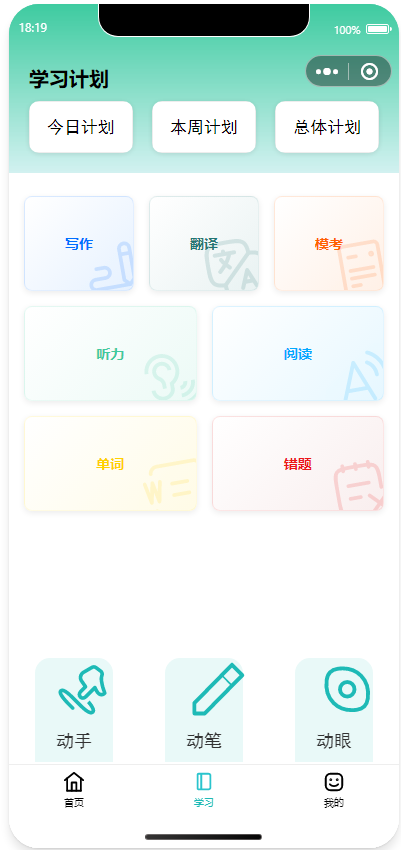 18:19
100%
学习计划
今日计划
本周计划
总体计划
写作
翻译
模考
听力
阅读
单词
错题
动手
动笔
动眼
首页
学习
我的